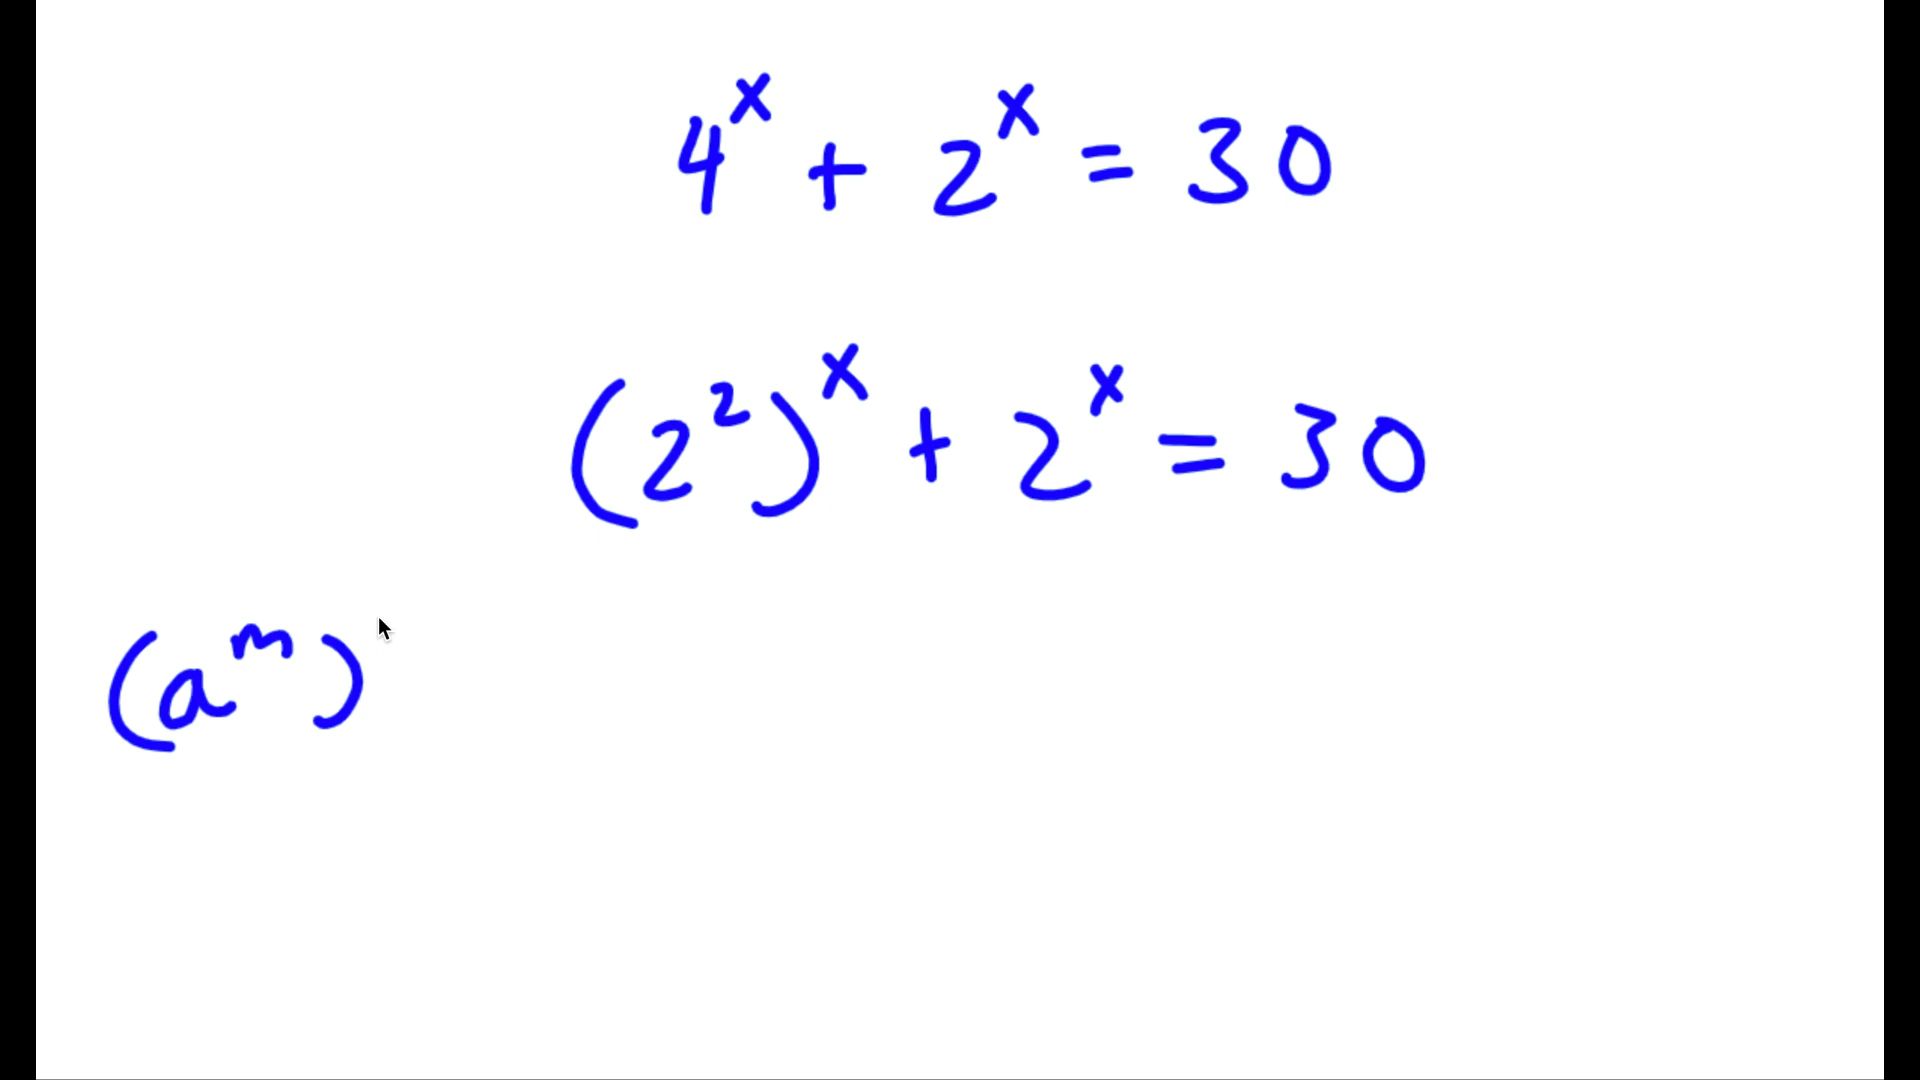 4^x + 2^x = 30
(2^2)^x + 2^x = 30
(a^m)